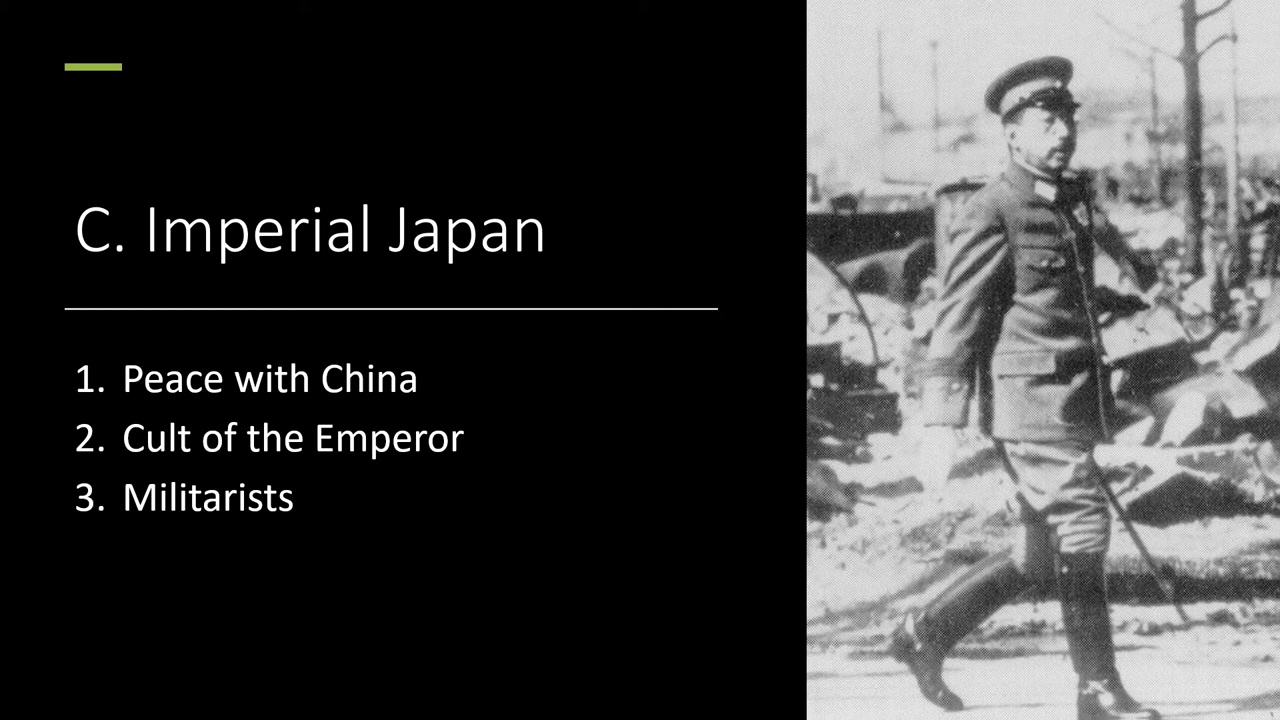 C. Imperial Japan
1. Peace with China
2. Cult of the Emperor
3. Militarists